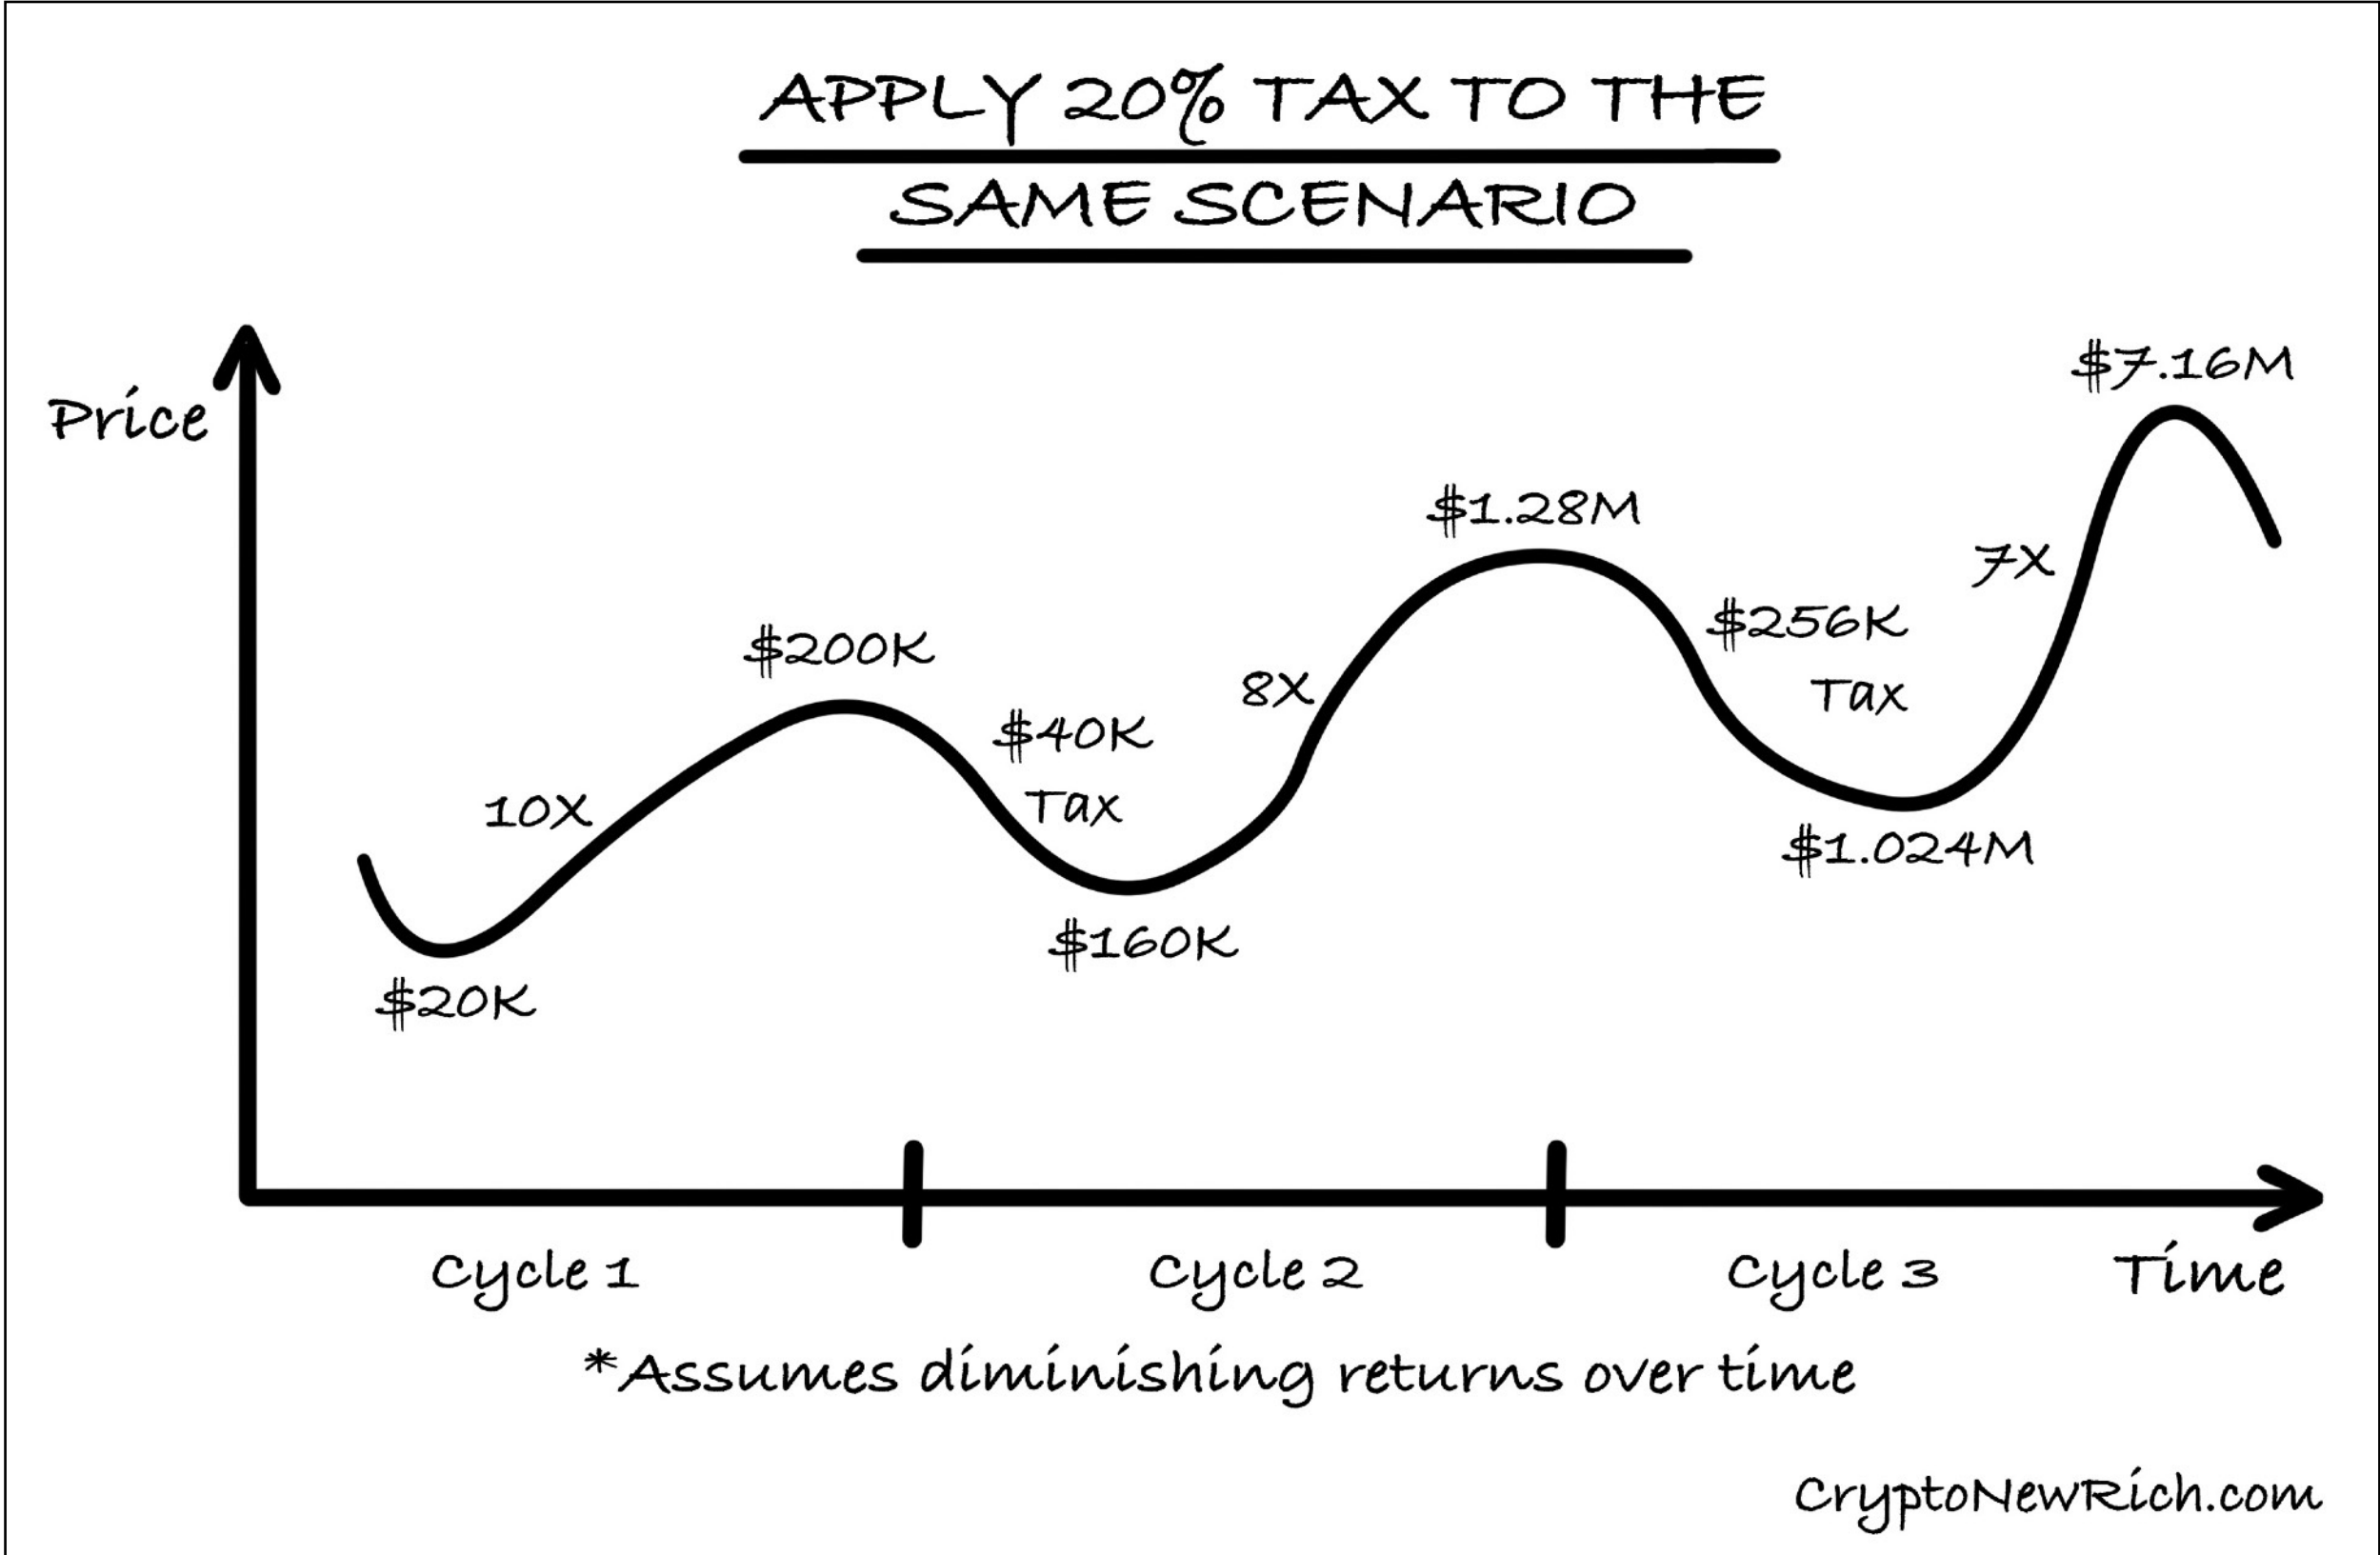 APPLY 20% TAX TO THE
SAME SCENARIO
Price
$7.16M
$1.28M
7X
$256K
Tax
$200K
8X
$40K
Tax
10X
$1.024M
$160K
$20K
Cycle 1
Cycle 2
Cycle 3
Time
*Assumes diminishing returns over time
CryptoNewRich.com